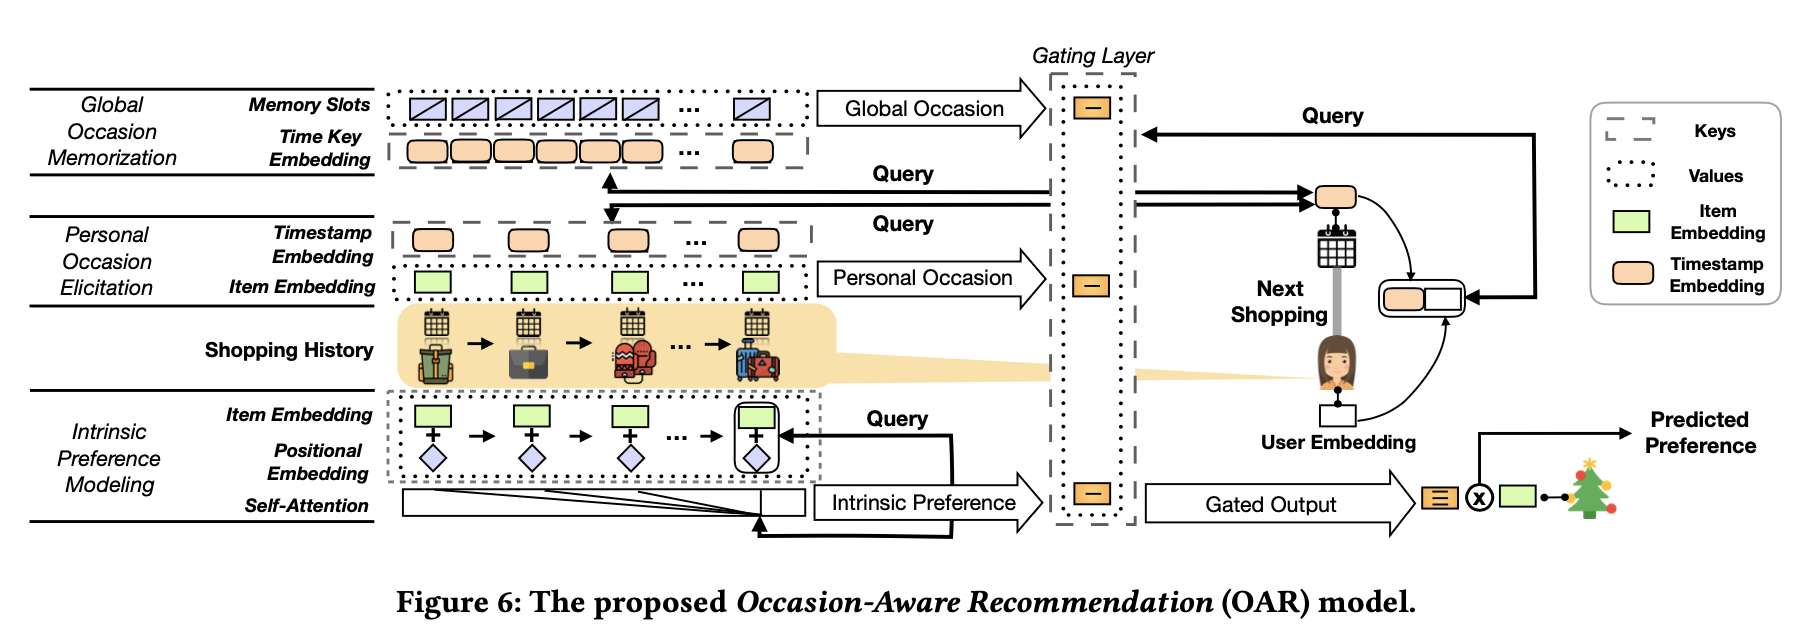 Gating Layer
Global
Occasion
Memorization
Memory Slots
Time Key
Embedding
...
...
Global Occasion
Query
Query
Query
Personal
Occasion
Elicitation
Timestamp
Embedding
Item Embedding
...
...
Personal Occasion
Next
Shopping
Shopping History
...
Intrinsic
Preference
Modeling
Item Embedding
Positional
Embedding
Self-Attention
+
+
+
...
+
Query
Intrinsic Preference
User Embedding
Gated Output
x
Predicted
Preference
Keys
Values
Item
Embedding
Timestamp
Embedding
Figure 6: The proposed Occasion-Aware Recommendation (OAR) model.